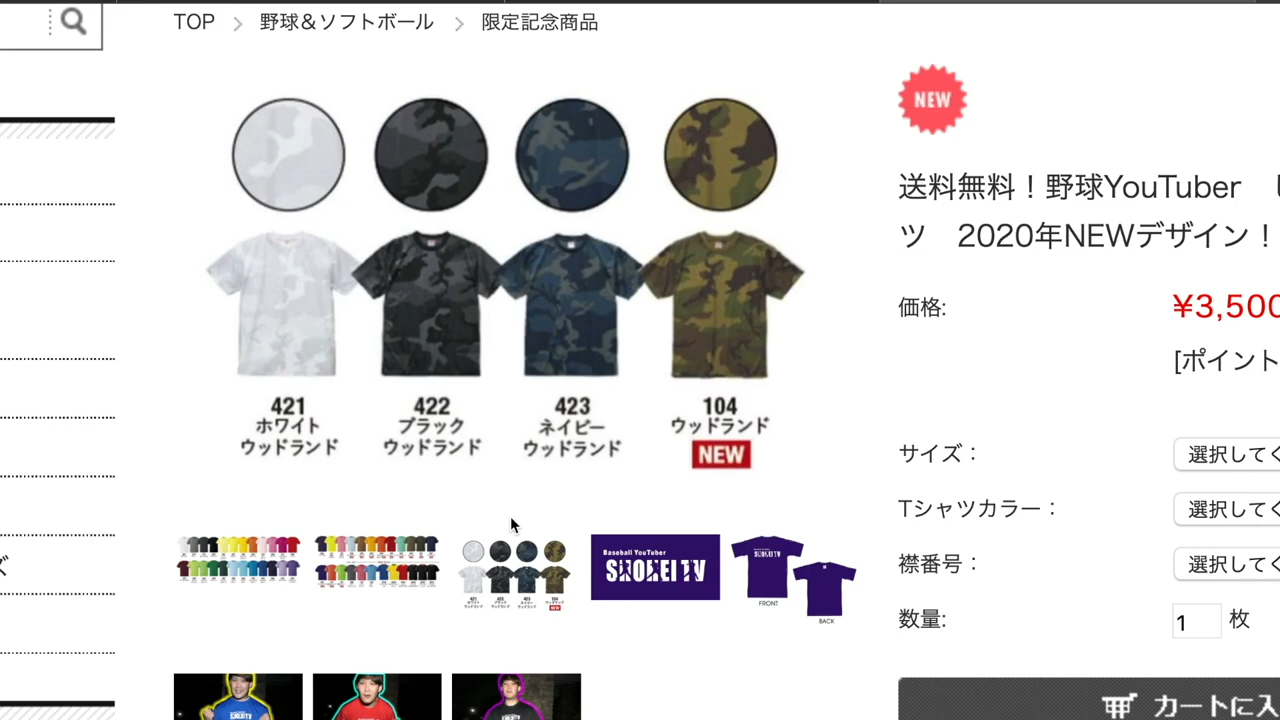 TOP > 野球&ソフトボール > 限定記念商品
NEW
送料無料！野球YouTuber
ツ　2020年NEWデザイン！
価格:
¥3,500
[ポイント
421
ホワイト
ウッドランド
422
ブラック
ウッドランド
423
ネイビー
ウッドランド
104
ウッドランド
NEW
サイズ：
選択してく
Tシャツカラー：
選択してく
襟番号：
選択してく
数量:
1 枚
Baseball YouTuber
SHOHEI TV
FRONT
BACK
カートに入